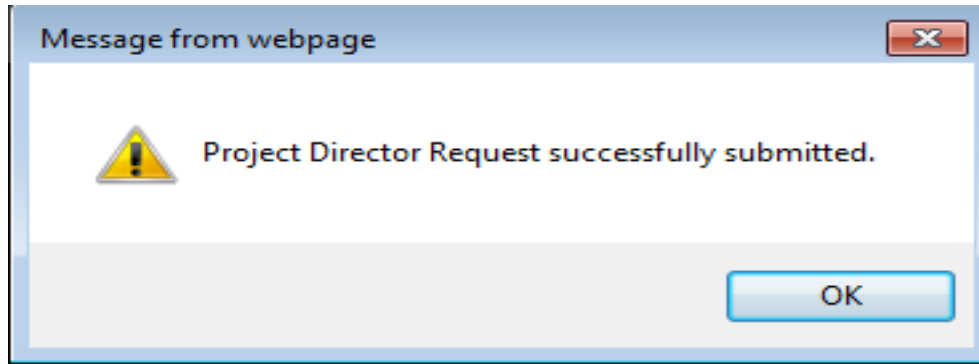 Message from webpage
Project Director Request successfully submitted.
OK